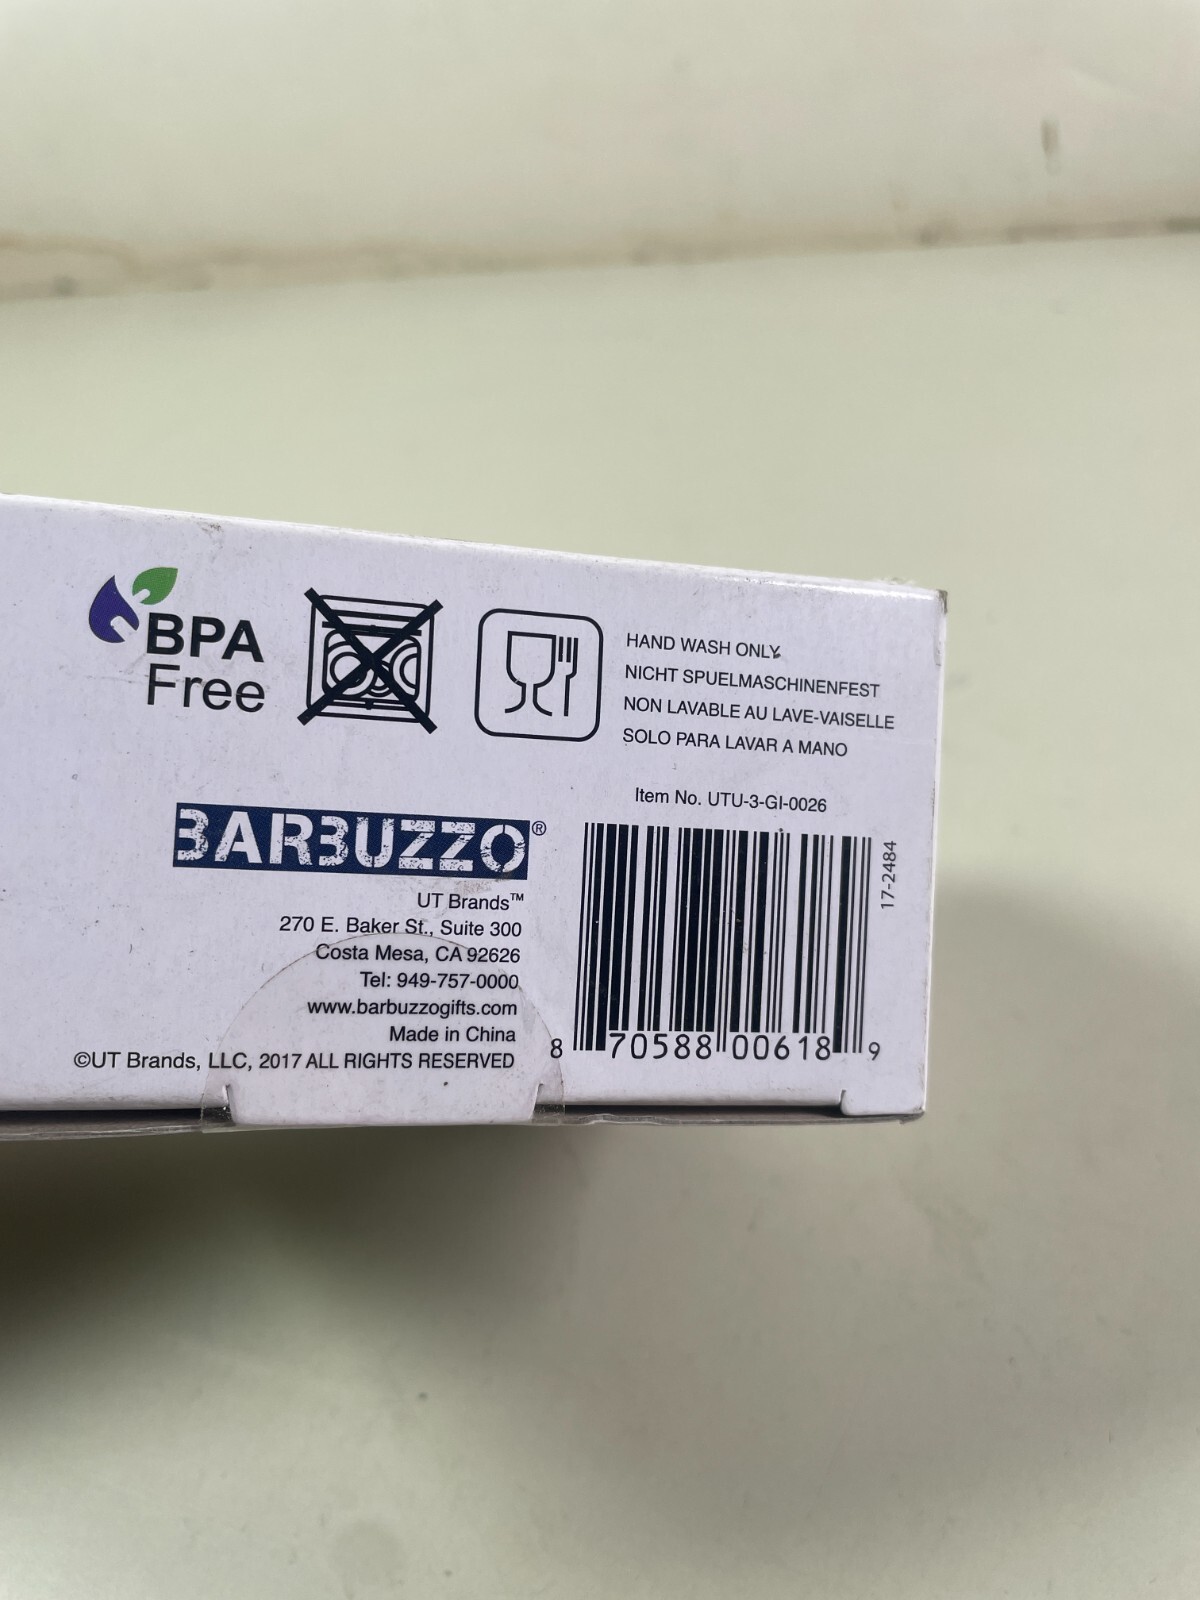 BPA
Free
HAND WASH ONLY
NICHT SPUELMASCHINENFEST
NON LAVABLE AU LAVE-VAISELLE
SOLO PARA LAVAR A MANO
BARBUZZO®
UT Brands™
270 E. Baker St., Suite 300
Costa Mesa, CA 92626
Tel: 949-757-0000
www.barbuzzogifts.com
Made in China
©UT Brands, LLC, 2017 ALL RIGHTS RESERVED
Item No. UTU-3-GI-0026
17-2484
8 70588 00618 9